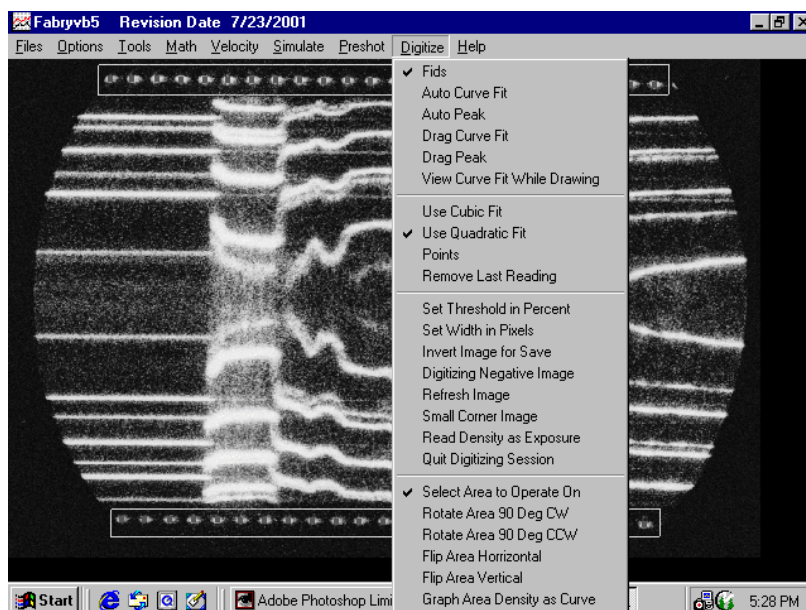 Fabryvb5 Revision Date 7/23/2001
Files Options Tools Math Velocity Simulate Preshot Digitize Help
Fids
Auto Curve Fit
Auto Peak
Drag Curve Fit
Drag Peak
View Curve Fit While Drawing
Use Cubic Fit
Use Quadratic Fit
Points
Remove Last Reading
Set Threshold in Percent
Set Width in Pixels
Invert Image for Save
Digitizing Negative Image
Refresh Image
Small Corner Image
Read Density as Exposure
Quit Digitizing Session
Select Area to Operate On
Rotate Area 90 Deg CW
Rotate Area 90 Deg CCW
Flip Area Horrizontal
Flip Area Vertical
Graph Area Density as Curve
Start Adobe Photoshop Limi 5:28 PM